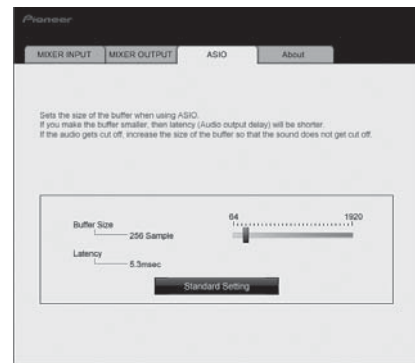 Pioneer
MIXER INPUT MIXER OUTPUT ASIO About
Sets the size of the buffer when using ASIO.
If you make the buffer smaller, then latency (Audio output delay) will be shorter.
If the audio gets cut off, increase the size of the buffer so that the sound does not get cut off.
64 1920
Buffer Size
256 Sample
Latency
5.3msec
Standard Setting